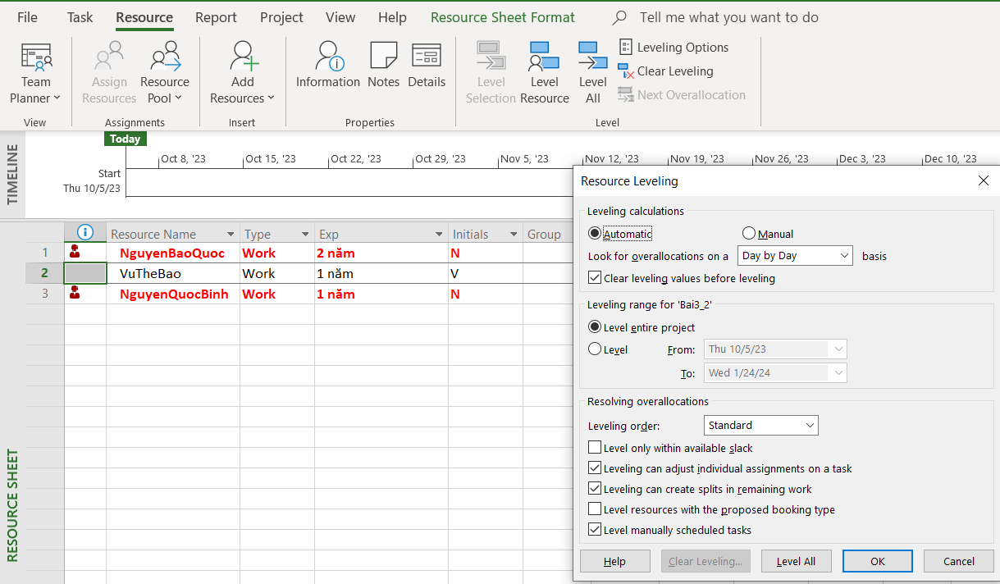 File Task Resource Report Project View Help Resource Sheet Format Tell me what you want to do
Team Planner
Assign Resources
Resource Pool
Add Resources
Information
Notes
Details
Level Selection
Level Resource
Level All
Leveling Options
Clear Leveling
Next Overallocation
View Assignments Insert Properties Level
TIMELINE
Today
Oct 8, '23 Oct 15, '23 Oct 22, '23 Oct 29, '23 Nov 5, '23 Nov 12, '23 Nov 19, '23 Nov 26, '23 Dec 3, '23 Dec 10, '23
Start
Thu 10/5/23
RESOURCE SHEET
Resource Name Type Exp Initials Group
1 NguyenBaoQuoc Work 2 năm N
2 VuTheBao Work 1 năm V
3 NguyenQuocBinh Work 1 năm N
Resource Leveling
Leveling calculations
Automatic Manual
Look for overallocations on a Day by Day basis
Clear leveling values before leveling
Leveling range for 'Bai3_2'
Level entire project
Level From: Thu 10/5/23
To: Wed 1/24/24
Resolving overallocations
Leveling order: Standard
Level only within available slack
Leveling can adjust individual assignments on a task
Leveling can create splits in remaining work
Level resources with the proposed booking type
Level manually scheduled tasks
Help Clear Leveling... Level All OK Cancel